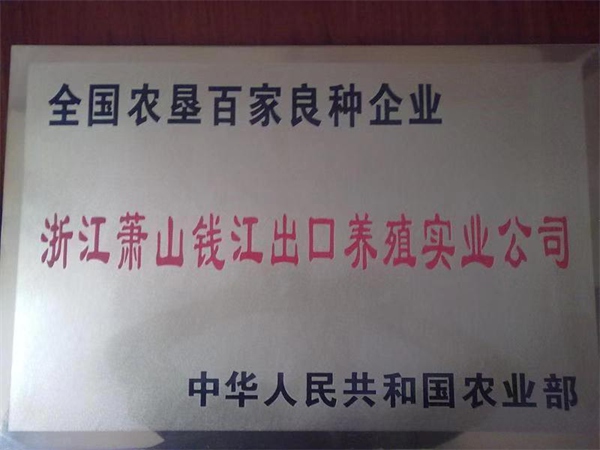 全国农垦百家良种企业
浙江萧山钱江出口养殖实业公司
中华人民共和国农业部